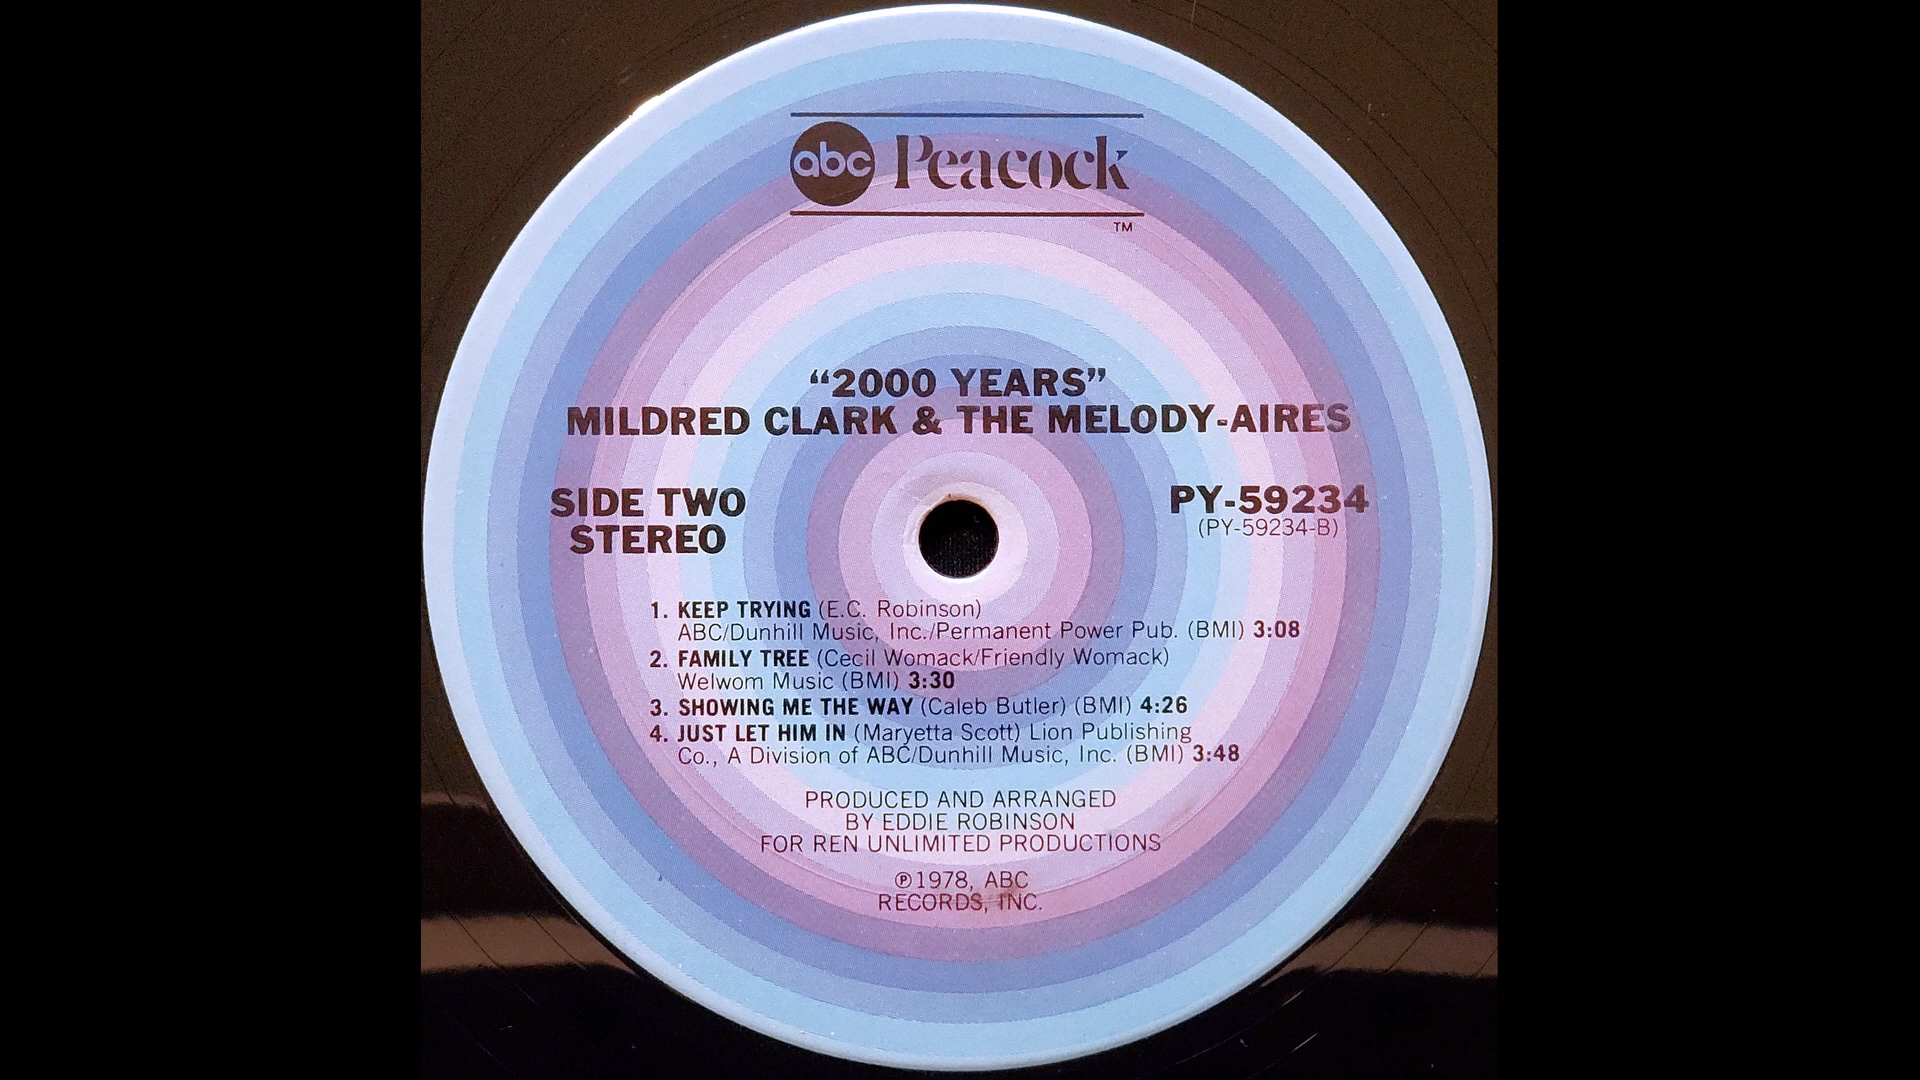 abc Peacock
TM
“2000 YEARS”
MILDRED CLARK & THE MELODY-AIRES
SIDE TWO
STEREO
PY-59234
(PY-59234-B)
1. KEEP TRYING (E.C. Robinson)
ABC/Dunhill Music, Inc./Permanent Power Pub. (BMI) 3:08
2. FAMILY TREE (Cecil Womack/Friendly Womack)
Welwom Music (BMI) 3:30
3. SHOWING ME THE WAY (Caleb Butler) (BMI) 4:26
4. JUST LET HIM IN (Maryetta Scott) Lion Publishing
Co., A Division of ABC/Dunhill Music, Inc. (BMI) 3:48
PRODUCED AND ARRANGED
BY EDDIE ROBINSON
FOR REN UNLIMITED PRODUCTIONS
℗1978, ABC
RECORDS, INC.